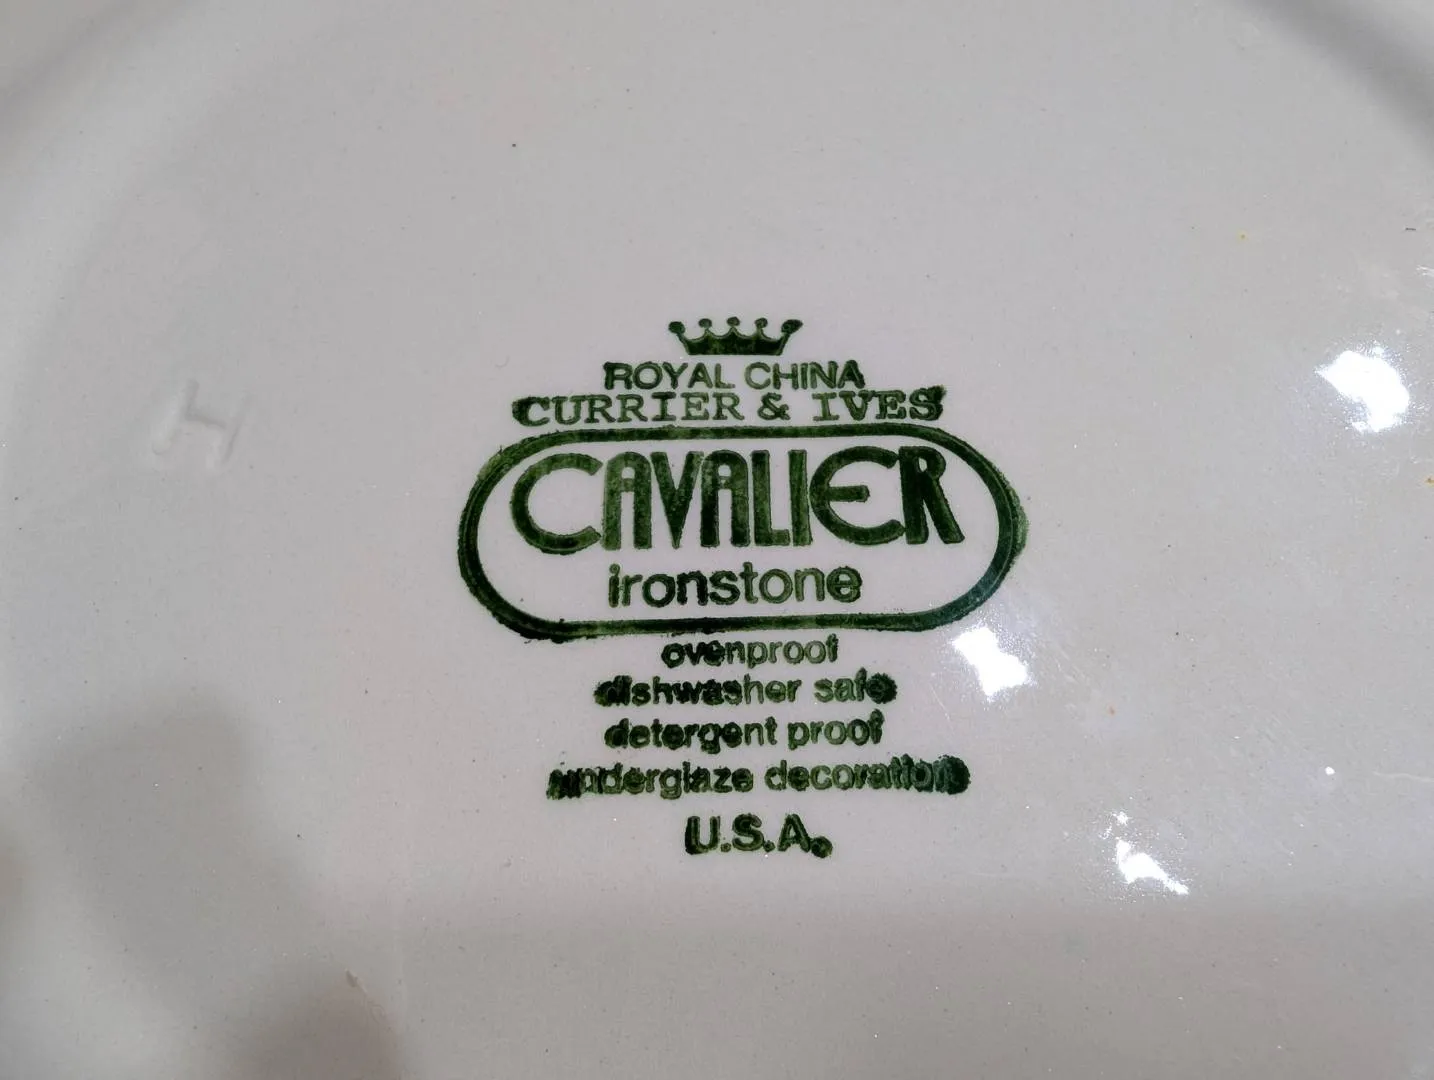 H
ROYAL CHINA
CURRIER & IVES
CAVALIER
ironstone
ovenproof
dishwasher safe
detergent proof
underglaze decoration
U.S.A.